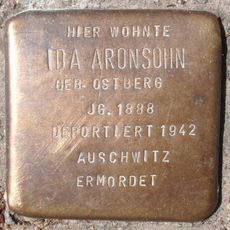 HIER WOHNTE
IDA ARONSOHN
GEB. OSTBERG
JG. 1888
DEPORTIERT 1942
AUSCHWITZ
ERMORDET